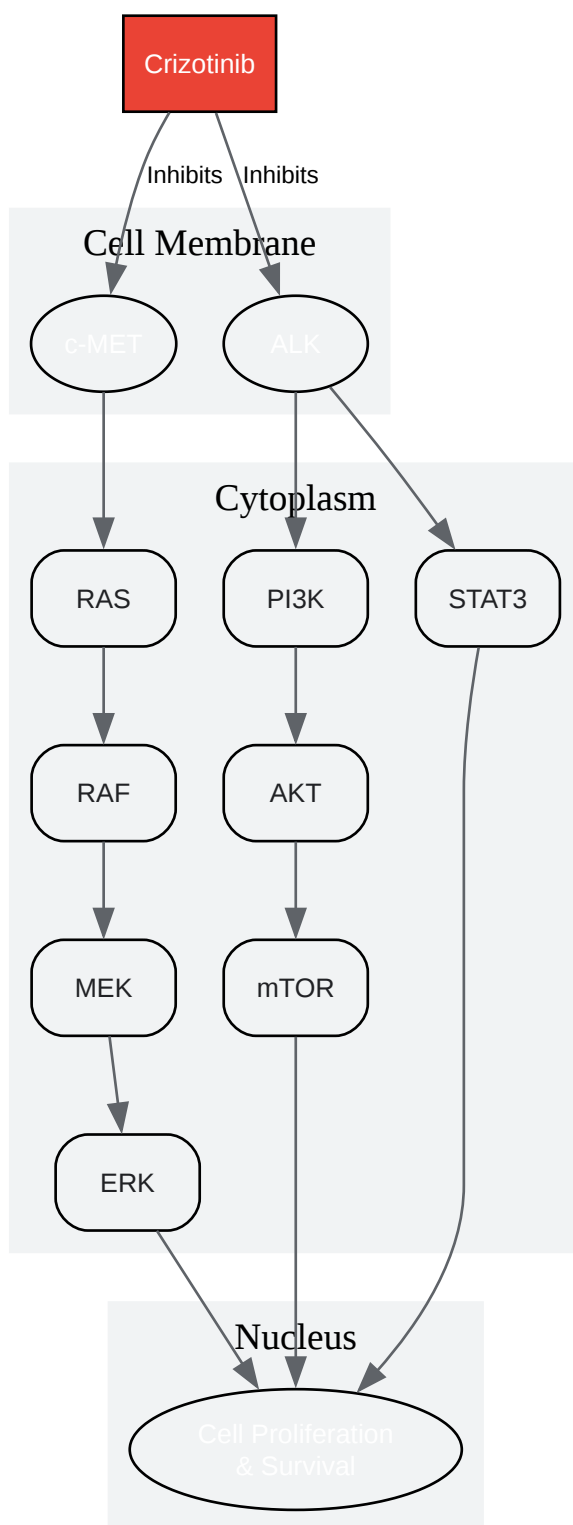 Crizotinib
Inhibits
Inhibits
Cell Membrane
c-MET
ALK
Cytoplasm
RAS
PI3K
STAT3
RAF
AKT
MEK
mTOR
ERK
Nucleus
Cell Proliferation
& Survival